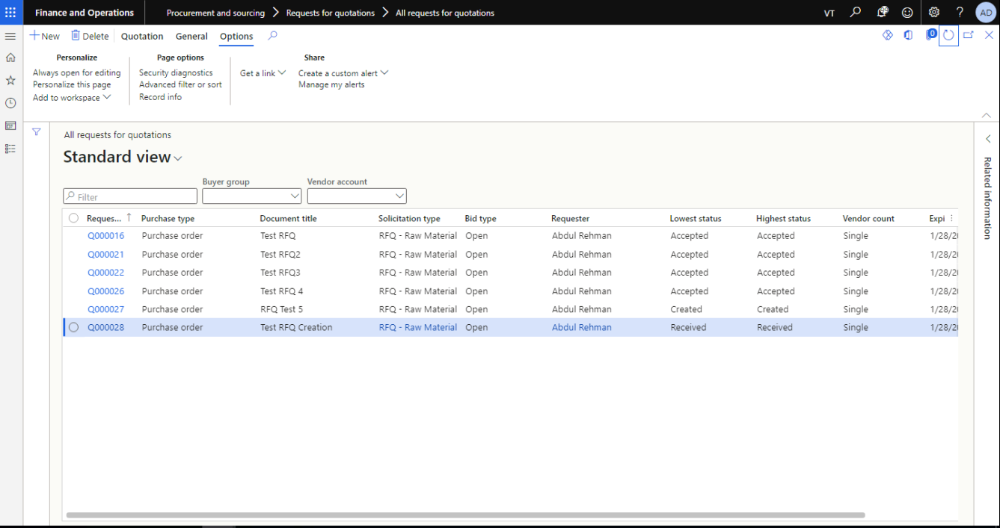 Finance and Operations Procurement and sourcing Requests for quotations All requests for quotations VT ? AD
New Delete Quotation General Options 0
Personalize Page options Share
Always open for editing Security diagnostics Get a link Create a custom alert
Personalize this page Advanced filter or sort Manage my alerts
Add to workspace Record info
All requests for quotations
Standard view
Related information
Buyer group Vendor account
Filter
Reques... Purchase type Document title Solicitation type Bid type Requester Lowest status Highest status Vendor count Expi
Q000016 Purchase order Test RFQ RFQ - Raw Material Open Abdul Rehman Accepted Accepted Single 1/28/20
Q000021 Purchase order Test RFQ2 RFQ - Raw Material Open Abdul Rehman Accepted Accepted Single 1/28/20
Q000022 Purchase order Test RFQ3 RFQ - Raw Material Open Abdul Rehman Accepted Accepted Single 1/28/20
Q000026 Purchase order Test RFQ 4 RFQ - Raw Material Open Abdul Rehman Accepted Accepted Single 1/28/20
Q000027 Purchase order RFQ Test 5 RFQ - Raw Material Open Abdul Rehman Created Created Single 1/28/20
Q000028 Purchase order Test RFQ Creation RFQ - Raw Material Open Abdul Rehman Received Received Single 1/28/20